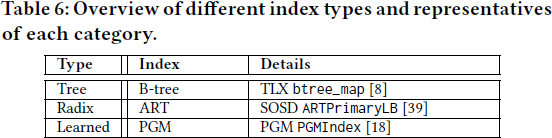 Table 6: Overview of different index types and representatives
of each category.
Type Index Details
Tree B-tree TLX btree_map [8]
Radix ART SOSD ARTPrimaryLB [39]
Learned PGM PGM PGMIndex [18]